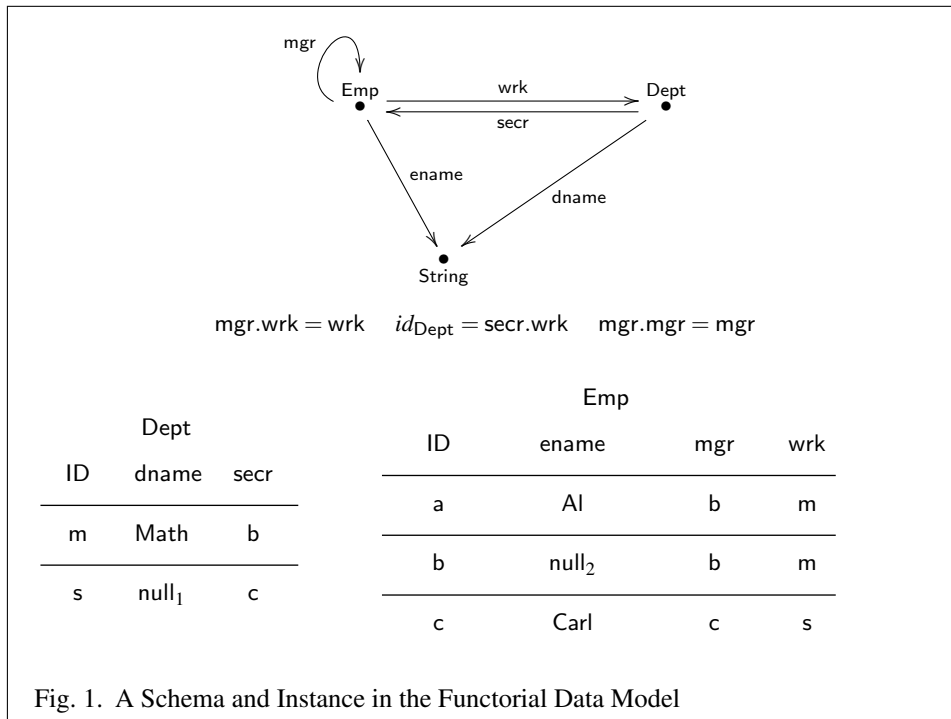 mgr
Emp
wrk
Dept
secr
ename
dname
String
mgr.wrk = wrk id_Dept = secr.wrk mgr.mgr = mgr
Dept
ID dname secr
m Math b
s null₁ c
Emp
ID ename mgr wrk
a Al b m
b null₂ b m
c Carl c s
Fig. 1. A Schema and Instance in the Functorial Data Model